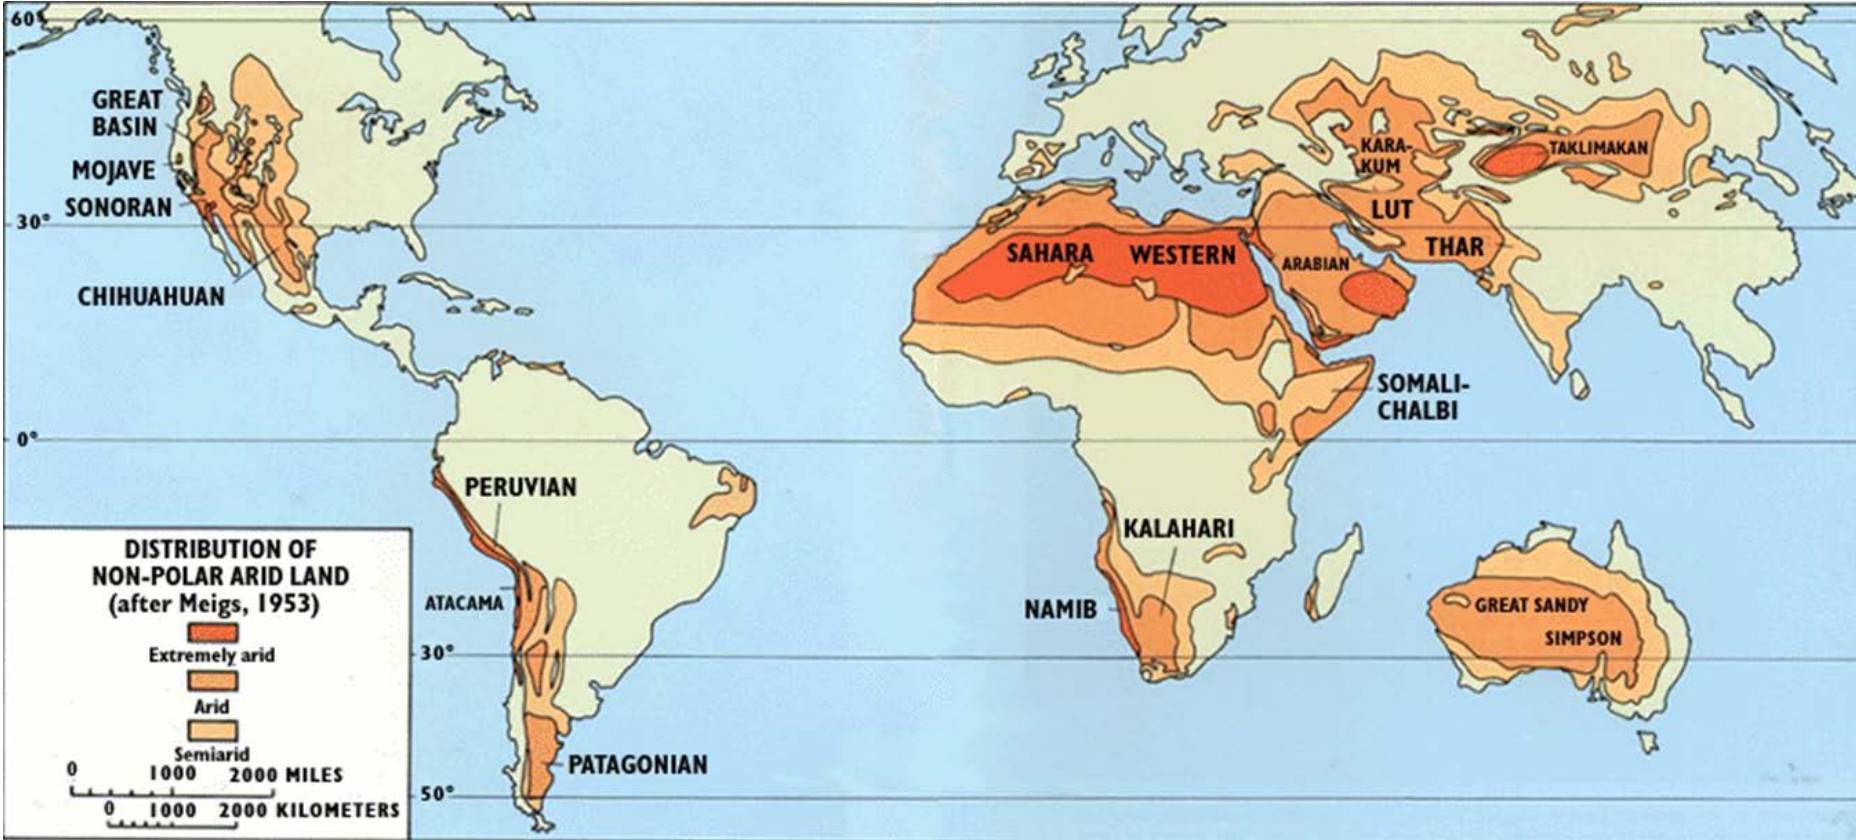 60°
GREAT
BASIN
MOJAVE
SONORAN
30°
CHIHUAHUAN
0°
PERUVIAN
ATACAMA
30°
PATAGONIAN
50°
KARA-
KUM
TAKLIMAKAN
LUT
THAR
SAHARA
WESTERN
ARABIAN
SOMALI-
CHALBI
KALAHARI
NAMIB
GREAT SANDY
SIMPSON
DISTRIBUTION OF
NON-POLAR ARID LAND
(after Meigs, 1953)
Extremely arid
Arid
Semiarid
0 1000 2000 MILES
0 1000 2000 KILOMETERS